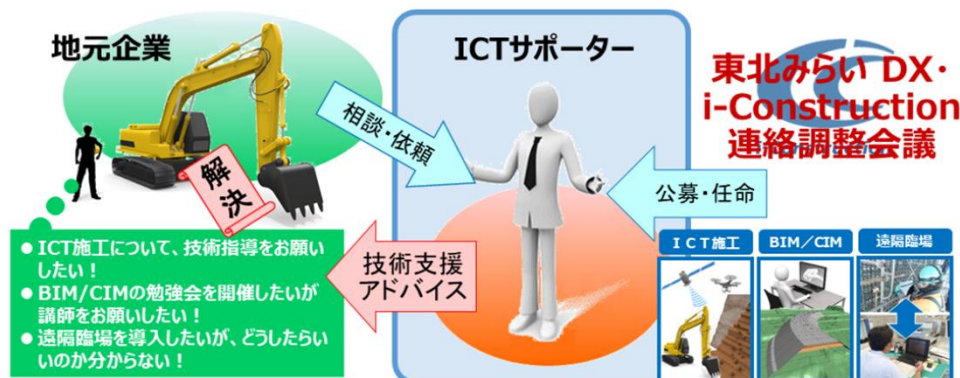 地元企業
ICTサポーター
東北みらい DX・
i-Construction
連絡調整会議
相談・依頼
解決
公募・任命
技術支援
アドバイス
● ICT施工について、技術指導をお願い
したい！
● BIM/CIMの勉強会を開催したいが
講師をお願いしたい！
● 遠隔臨場を導入したいが、どうしたらい
いのか分からない！
ＩＣＴ施工
BIM／CIM
遠隔臨場